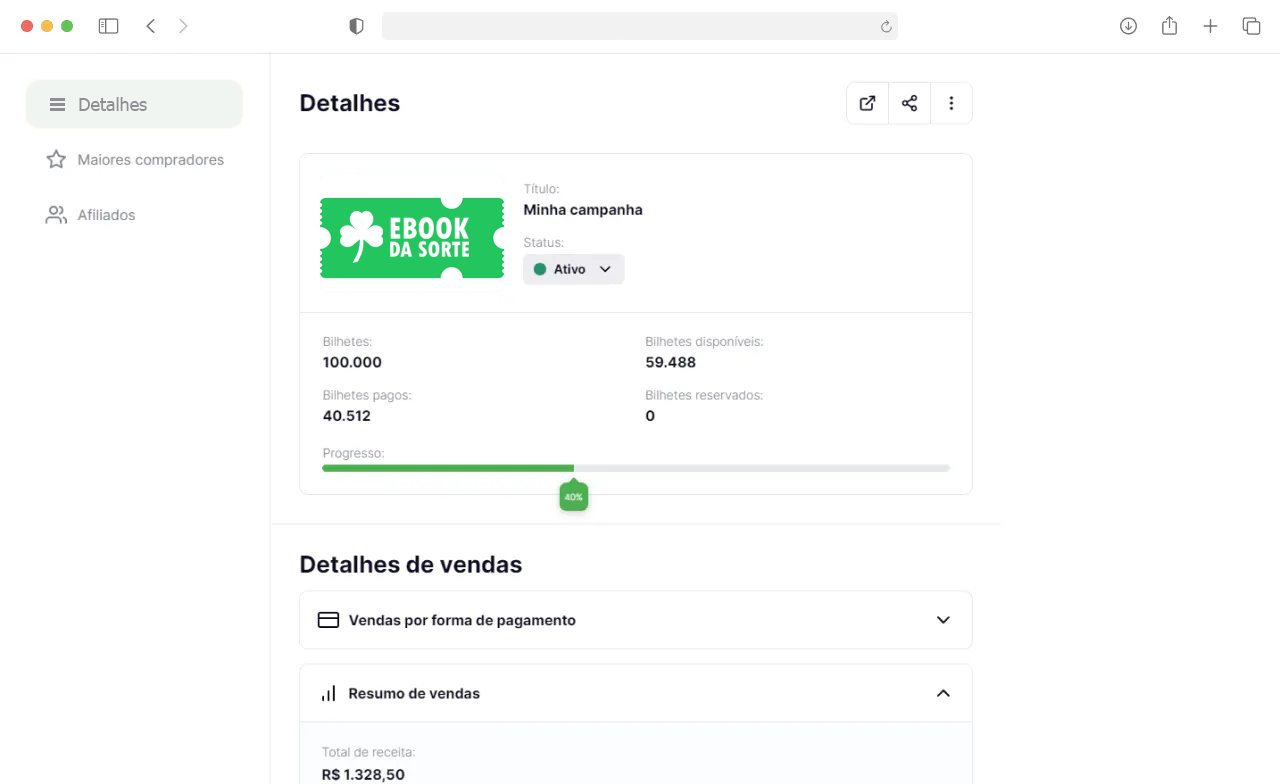 Detalhes
Maiores compradores
Afiliados
Detalhes
EBOOK
DA SORTE
Título:
Minha campanha
Status:
Ativo
Bilhetes:
100.000
Bilhetes disponíveis:
59.488
Bilhetes pagos:
40.512
Bilhetes reservados:
0
Progresso:
40%
Detalhes de vendas
Vendas por forma de pagamento
Resumo de vendas
Total de receita:
R$ 1.328,50